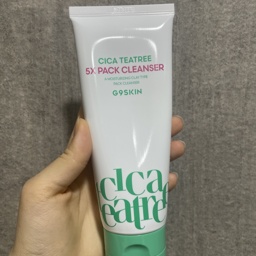 CICA TEATREE
5X PACK CLEANSER
G9SKIN
cica
teatree